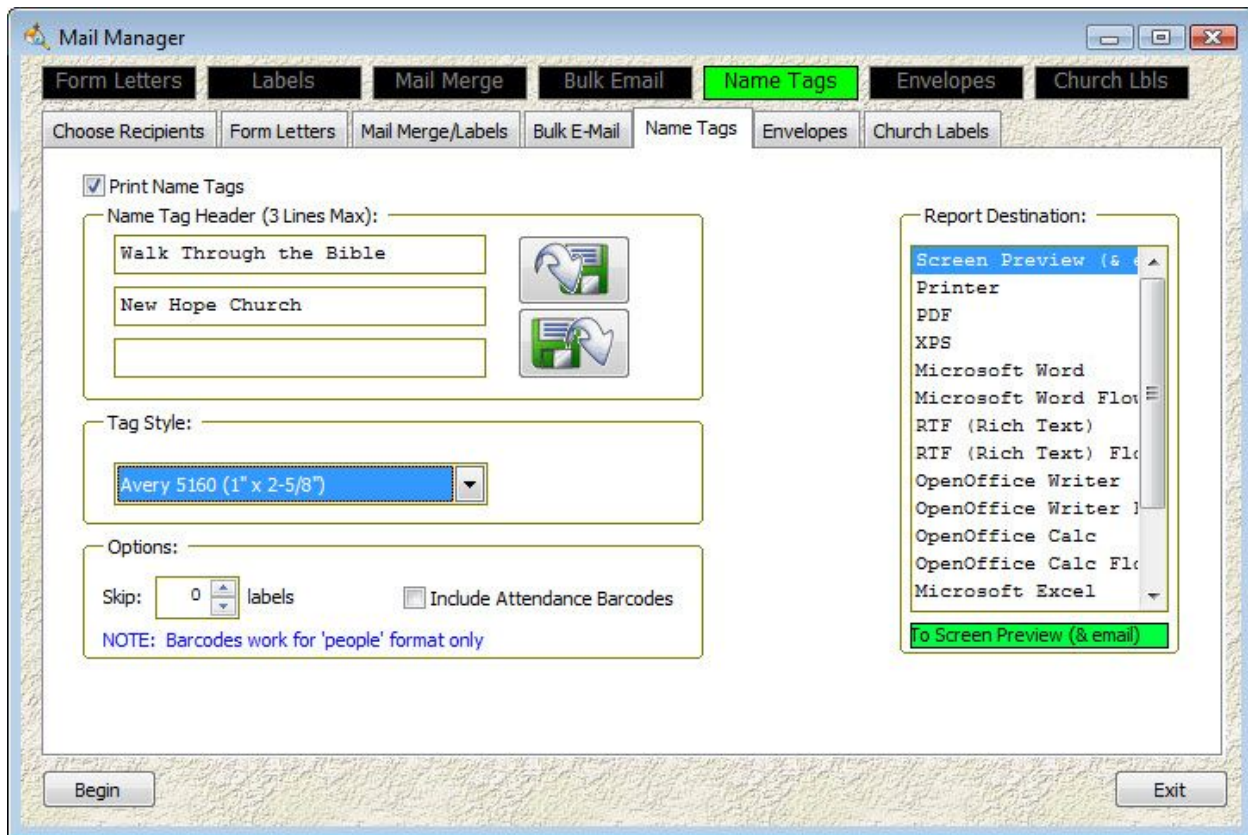 Mail Manager
Form Letters Labels Mail Merge Bulk Email Name Tags Envelopes Church Lbls
Choose Recipients Form Letters Mail Merge/Labels Bulk E-Mail Name Tags Envelopes Church Labels
Print Name Tags
Name Tag Header (3 Lines Max):
Walk Through the Bible
New Hope Church
Tag Style:
Avery 5160 (1" x 2-5/8")
Options:
Skip: 0 labels
Include Attendance Barcodes
NOTE: Barcodes work for 'people' format only
Report Destination:
Screen Preview (&
Printer
PDF
XPS
Microsoft Word
Microsoft Word
RTF (Rich Text)
RTF (Rich Text)
OpenOffice Writer
OpenOffice Writer
OpenOffice Calc
OpenOffice Calc
Microsoft Excel
To Screen Preview (& email)
Begin
Exit